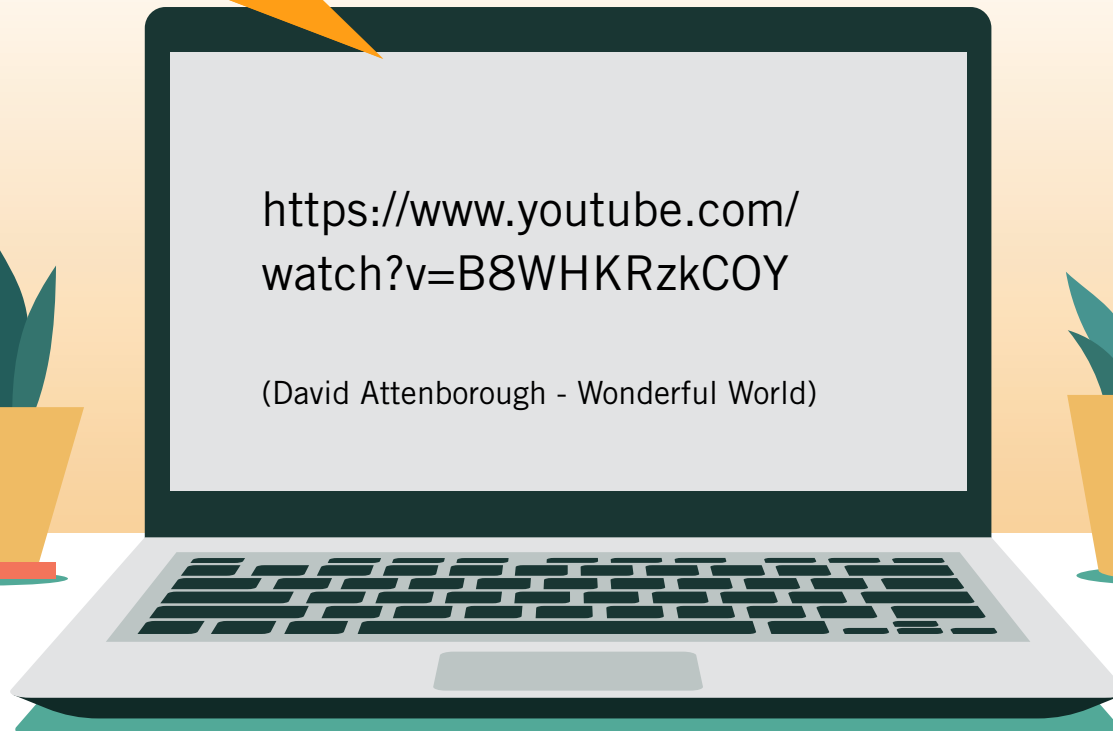 https://www.youtube.com/
watch?v=B8WHKRzkCOY
(David Attenborough - Wonderful World)